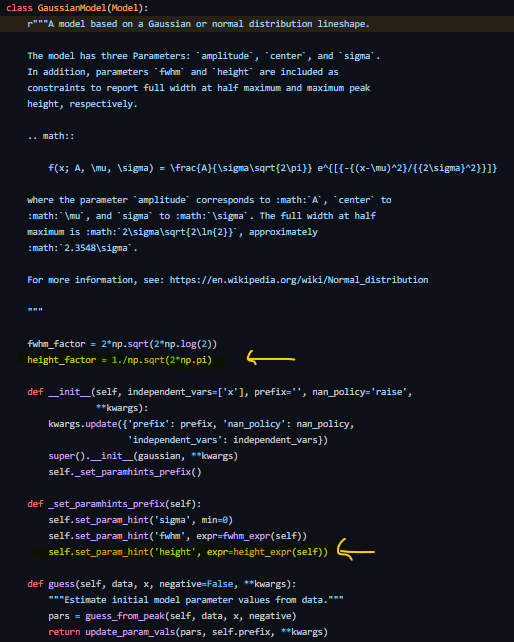 class GaussianModel(Model):
r"""A model based on a Gaussian or normal distribution lineshape.
The model has three Parameters: `amplitude`, `center`, and `sigma`.
In addition, parameters `fwhm` and `height` are included as
constraints to report full width at half maximum and maximum peak
height, respectively.
.. math::
f(x; A, \mu, \sigma) = \frac{A}{\sigma\sqrt{2\pi}} e^{[{-{(x-\mu)^2}/{{2\sigma}^2}}]}
where the parameter `amplitude` corresponds to :math:`A`, `center` to
:math:`\mu`, and `sigma` to :math:`\sigma`. The full width at half
maximum is :math:`2\sigma\sqrt{2\ln{2}}`, approximately
:math:`2.3548\sigma`.
For more information, see: https://en.wikipedia.org/wiki/Normal_distribution
"""
fwhm_factor = 2*np.sqrt(2*np.log(2))
height_factor = 1./np.sqrt(2*np.pi)
def __init__(self, independent_vars=['x'], prefix='', nan_policy='raise',
**kwargs):
kwargs.update({'prefix': prefix, 'nan_policy': nan_policy,
'independent_vars': independent_vars})
super().__init__(gaussian, **kwargs)
self._set_paramhints_prefix()
def _set_paramhints_prefix(self):
self.set_param_hint('sigma', min=0)
self.set_param_hint('fwhm', expr=fwhm_expr(self))
self.set_param_hint('height', expr=height_expr(self))
def guess(self, data, x, negative=False, **kwargs):
"""Estimate initial model parameter values from data."""
pars = guess_from_peak(self, data, x, negative)
return update_param_vals(pars, self.prefix, **kwargs)